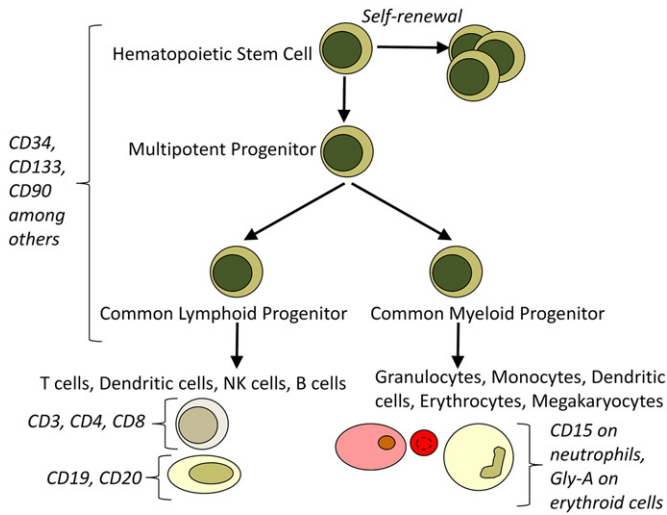 Self-renewal
Hematopoietic Stem Cell
Multipotent Progenitor
CD34,
CD133,
CD90
among
others
Common Lymphoid Progenitor
Common Myeloid Progenitor
T cells, Dendritic cells, NK cells, B cells
Granulocytes, Monocytes, Dendritic
cells, Erythrocytes, Megakaryocytes
CD3, CD4, CD8
CD19, CD20
CD15 on
neutrophils,
Gly-A on
erythroid cells